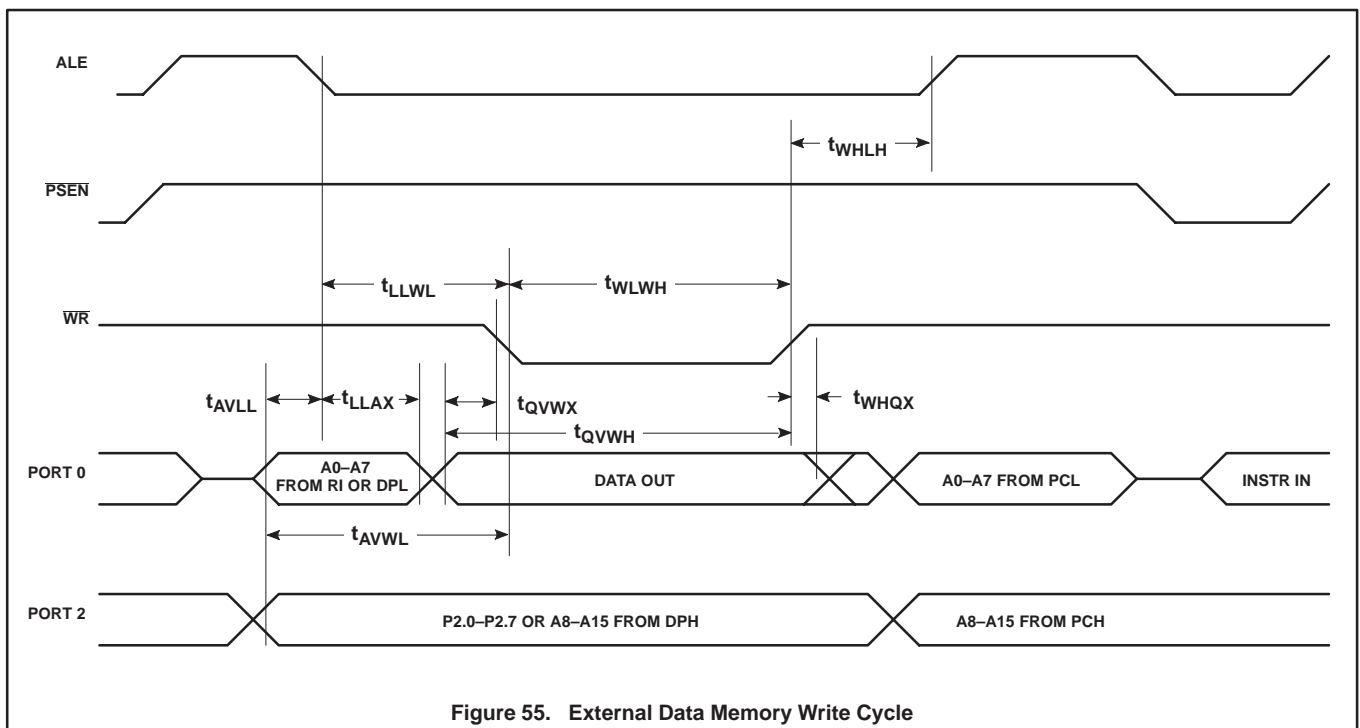 ALE
tWHLH
PSEN
tLLWL
tWLWH
WR
tAVLL
tLLAX
tQVWX
tWHQX
tQVWH
PORT 0
A0–A7
FROM RI OR DPL
DATA OUT
A0–A7 FROM PCL
INSTR IN
tAVWL
PORT 2
P2.0–P2.7 OR A8–A15 FROM DPH
A8–A15 FROM PCH
Figure 55. External Data Memory Write Cycle